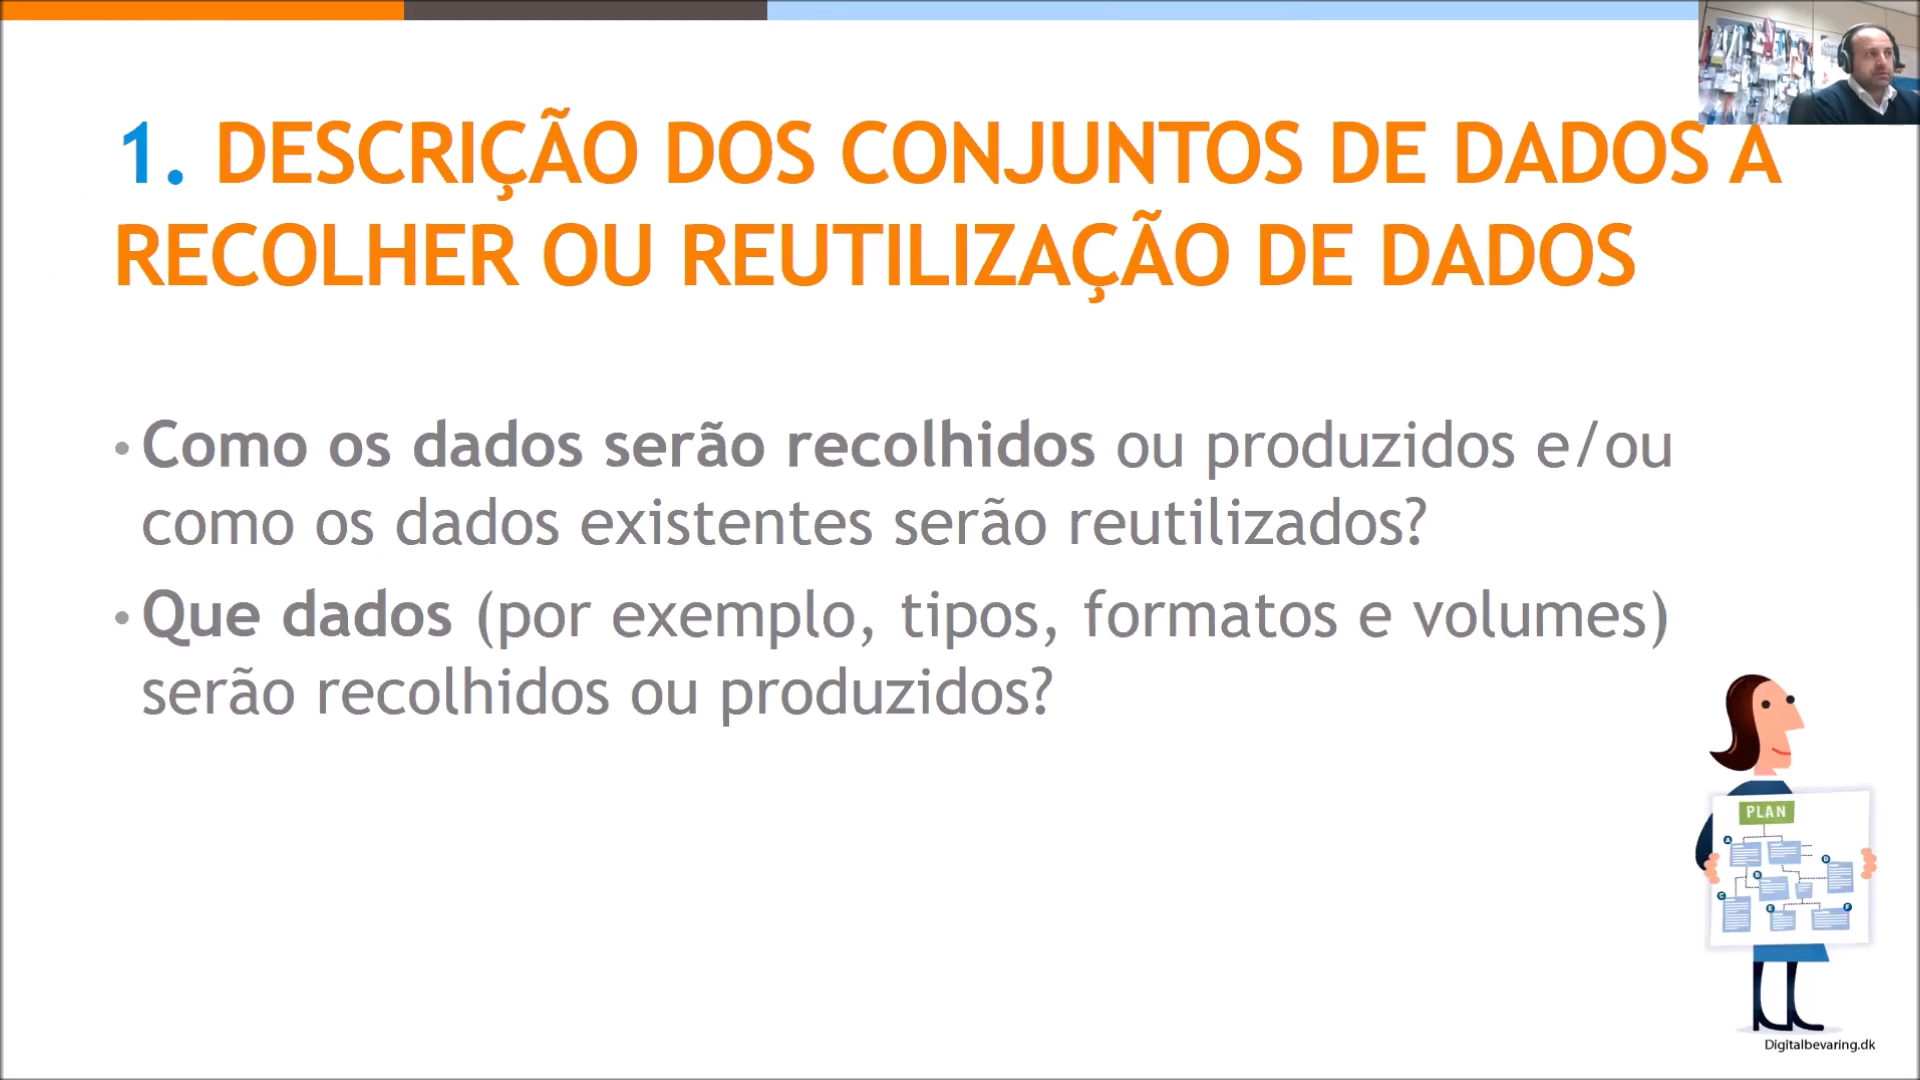 1. DESCRIÇÃO DOS CONJUNTOS DE DADOS A
RECOLHER OU REUTILIZAÇÃO DE DADOS
• Como os dados serão recolhidos ou produzidos e/ou
como os dados existentes serão reutilizados?
• Que dados (por exemplo, tipos, formatos e volumes)
serão recolhidos ou produzidos?
PLAN
A
D
B
C
E
F
Digitalbevaring.dk